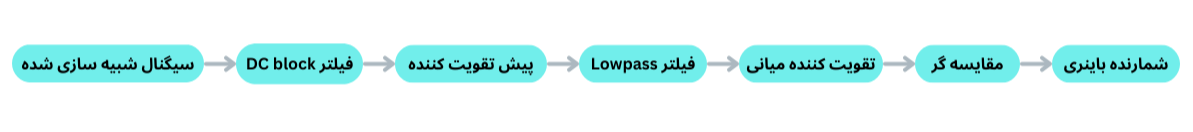 سیگنال شبیه سازی شده
فیلتر DC block
پیش تقویت کننده
فیلتر Lowpass
تقویت کننده میانی
مقایسه گر
شمارنده باینری